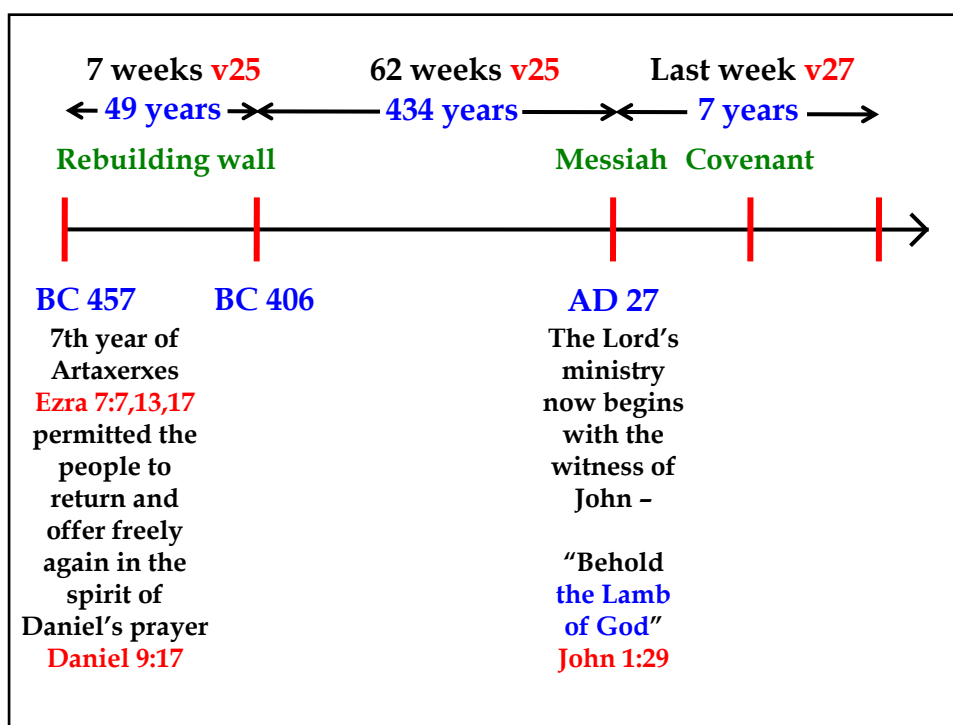 7 weeks v25
49 years
62 weeks v25
434 years
Last week v27
7 years
Rebuilding wall
Messiah
Covenant
BC 457
7th year of
Artaxerxes
Ezra 7:7,13,17
permitted the
people to
return and
offer freely
again in the
spirit of
Daniel’s prayer
Daniel 9:17
BC 406
AD 27
The Lord’s
ministry
now begins
with the
witness of
John –
“Behold
the Lamb
of God”
John 1:29